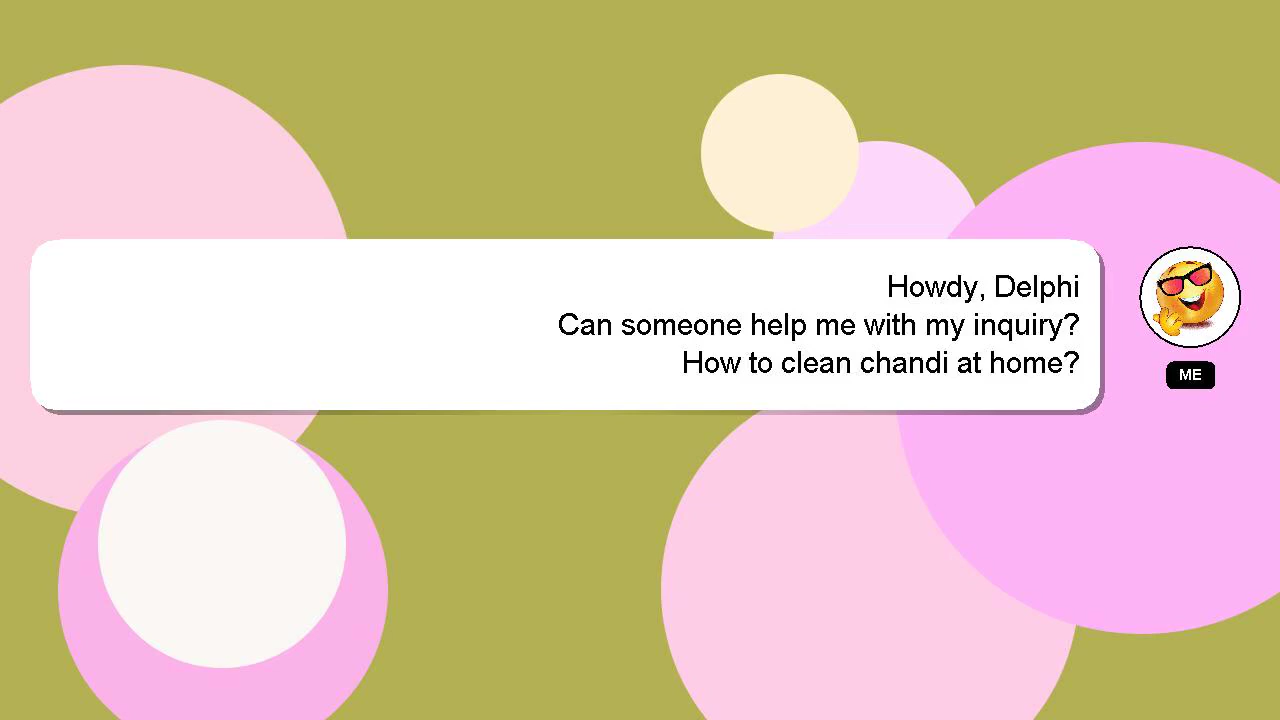 Howdy, Delphi
Can someone help me with my inquiry?
How to clean chandi at home?
ME